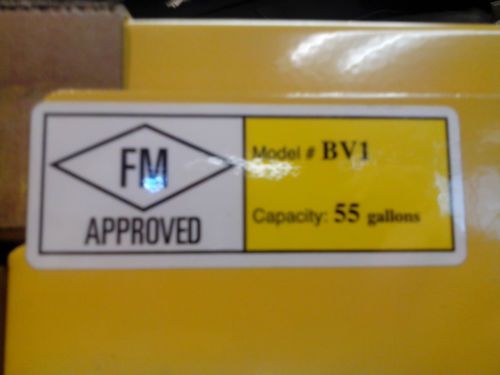 FM
APPROVED
Model # BV1
Capacity: 55 gallons